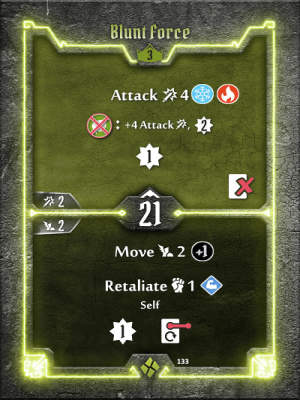 Blunt Force
3
Attack 4
: +4 Attack , 2
1
2
21
2
Move 2 +1
Retaliate 1
Self
1
133